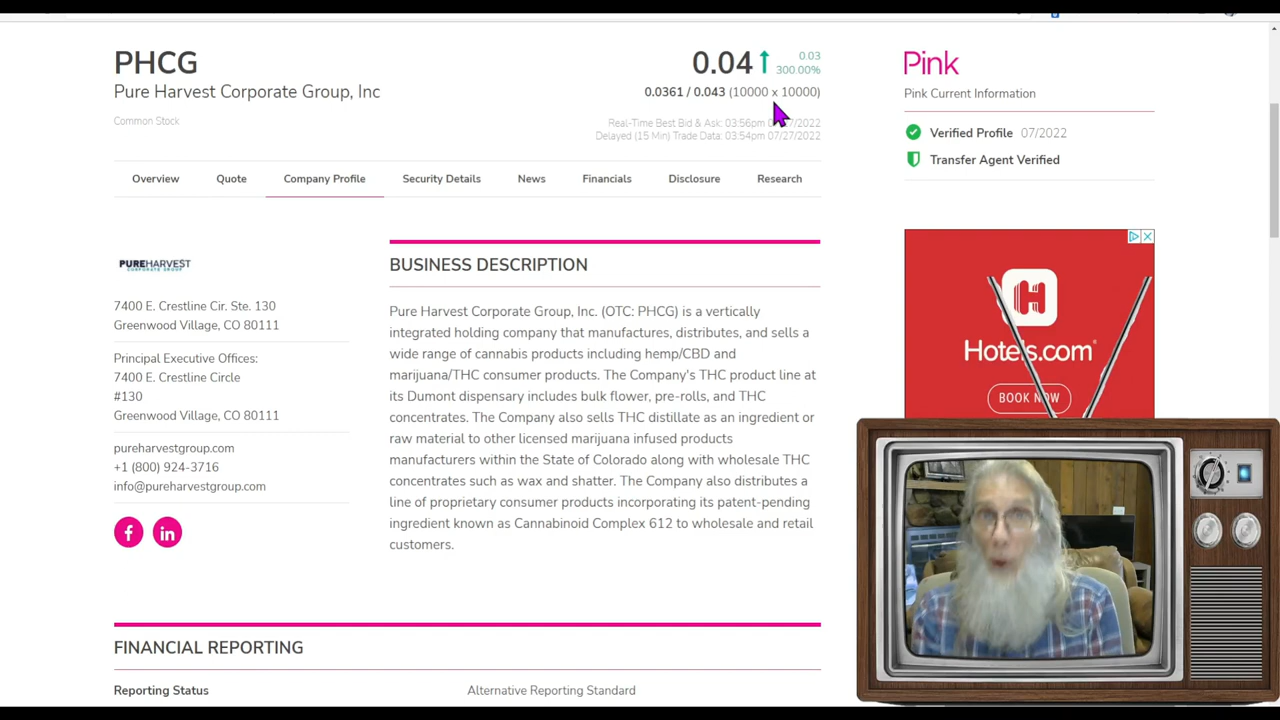 PHCG
Pure Harvest Corporate Group, Inc
Common Stock
0.04
0.03
300.00%
0.0361 / 0.043 (10000 x 10000)
Real-Time Best Bid & Ask: 03:56pm 07/27/2022
Delayed (15 Min) Trade Data: 03:54pm 07/27/2022
Pink
Pink Current Information
Verified Profile 07/2022
Transfer Agent Verified
Overview
Quote
Company Profile
Security Details
News
Financials
Disclosure
Research
PUREHARVEST
CORPORATE GROUP
7400 E. Crestline Cir. Ste. 130
Greenwood Village, CO 80111
Principal Executive Offices:
7400 E. Crestline Circle
#130
Greenwood Village, CO 80111
pureharvestgroup.com
+1 (800) 924-3716
info@pureharvestgroup.com
BUSINESS DESCRIPTION
Pure Harvest Corporate Group, Inc. (OTC: PHCG) is a vertically
integrated holding company that manufactures, distributes, and sells a
wide range of cannabis products including hemp/CBD and
marijuana/THC consumer products. The Company's THC product line at
its Dumont dispensary includes bulk flower, pre-rolls, and THC
concentrates. The Company also sells THC distillate as an ingredient or
raw material to other licensed marijuana infused products
manufacturers within the State of Colorado along with wholesale THC
concentrates such as wax and shatter. The Company also distributes a
line of proprietary consumer products incorporating its patent-pending
ingredient known as Cannabinoid Complex 612 to wholesale and retail
customers.
Hotels.com
BOOK NOW
FINANCIAL REPORTING
Reporting Status
Alternative Reporting Standard